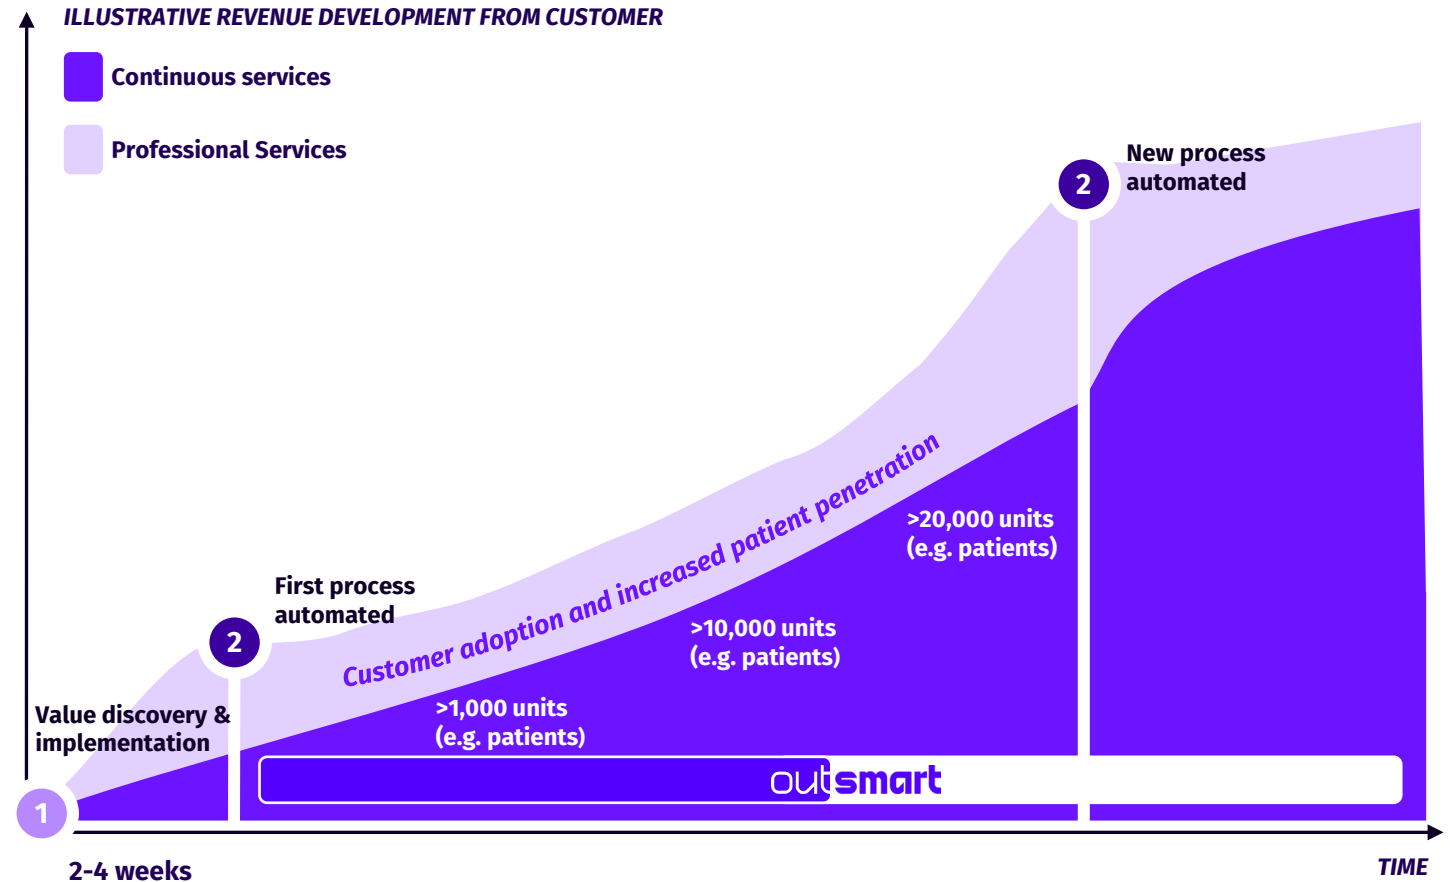 ILLUSTRATIVE REVENUE DEVELOPMENT FROM CUSTOMER
Continuous services
Professional Services
New process
automated
2
Customer adoption and increased patient penetration
>20,000 units
(e.g. patients)
First process
automated
2
>10,000 units
(e.g. patients)
Value discovery &
implementation
>1,000 units
(e.g. patients)
outsmart
1
2-4 weeks
TIME